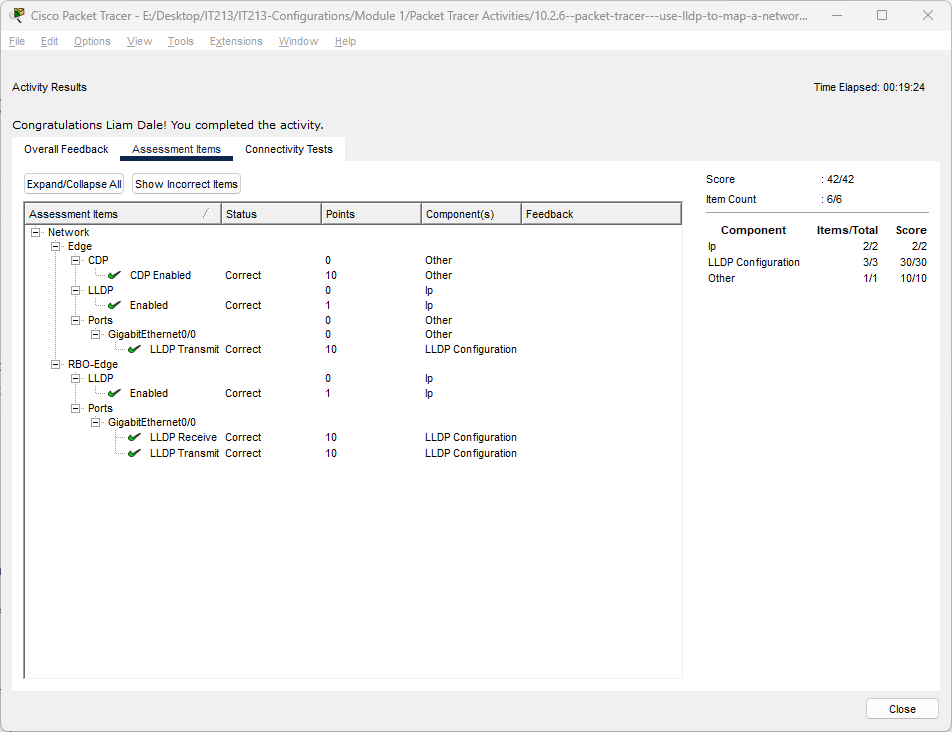 Cisco Packet Tracer - E:/Desktop/IT213/IT213-Configurations/Module 1/Packet Tracer Activities/10.2.6--packet-tracer---use-lldp-to-map-a-networ...
File Edit Options View Tools Extensions Window Help
Activity Results Time Elapsed: 00:19:24
Congratulations Liam Dale! You completed the activity.
Overall Feedback Assessment Items Connectivity Tests
Expand/Collapse All Show Incorrect Items
Assessment Items Status Points Component(s) Feedback
Network
Edge
CDP 0 Other
CDP Enabled Correct 10 Other
LLDP 0 Ip
Enabled Correct 1 Ip
Ports 0 Other
GigabitEthernet0/0 0 Other
LLDP Transmit Correct 10 LLDP Configuration
RBO-Edge
LLDP 0 Ip
Enabled Correct 1 Ip
Ports
GigabitEthernet0/0
LLDP Receive Correct 10 LLDP Configuration
LLDP Transmit Correct 10 LLDP Configuration
Score : 42/42
Item Count : 6/6
Component Items/Total Score
Ip 2/2 2/2
LLDP Configuration 3/3 30/30
Other 1/1 10/10
Close